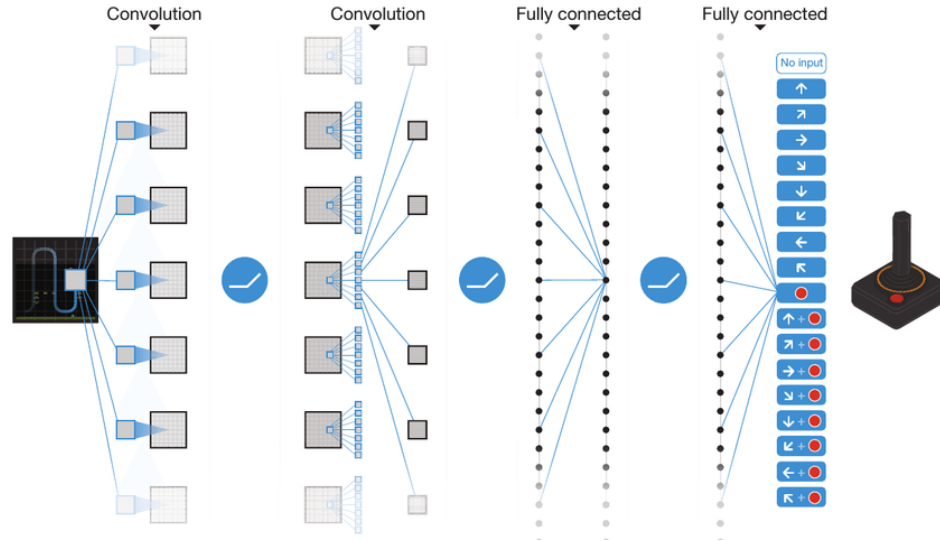 Convolution
Convolution
Fully connected
Fully connected
No input
+
+
+
+
+
+
+
+